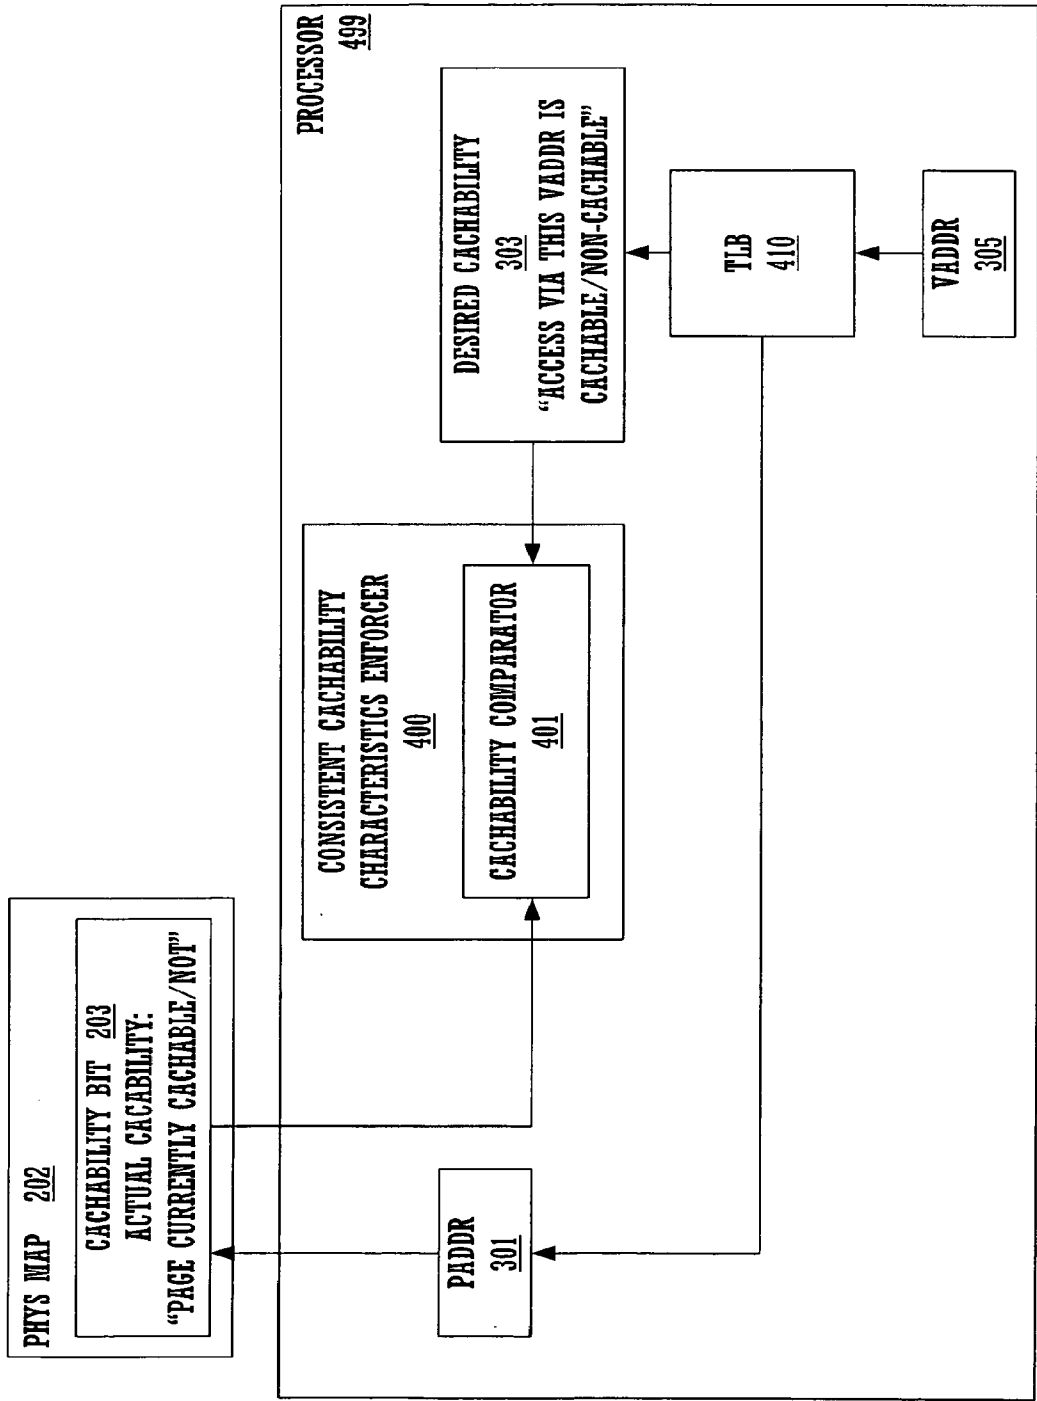 PHYS MAP 202
CACHABILITY BIT 203
ACTUAL CACABILITY:
"PAGE CURRENTLY CACHABLE/NOT"
PROCESSOR
499
PADDR
301
CONSISTENT CACHABILITY
CHARACTERISTICS ENFORCER
400
CACHABILITY COMPARATOR
401
DESIRED CACHABILITY
303
"ACCESS VIA THIS VADDR IS
CACHABLE/NON-CACHABLE"
TLB
410
VADDR
305